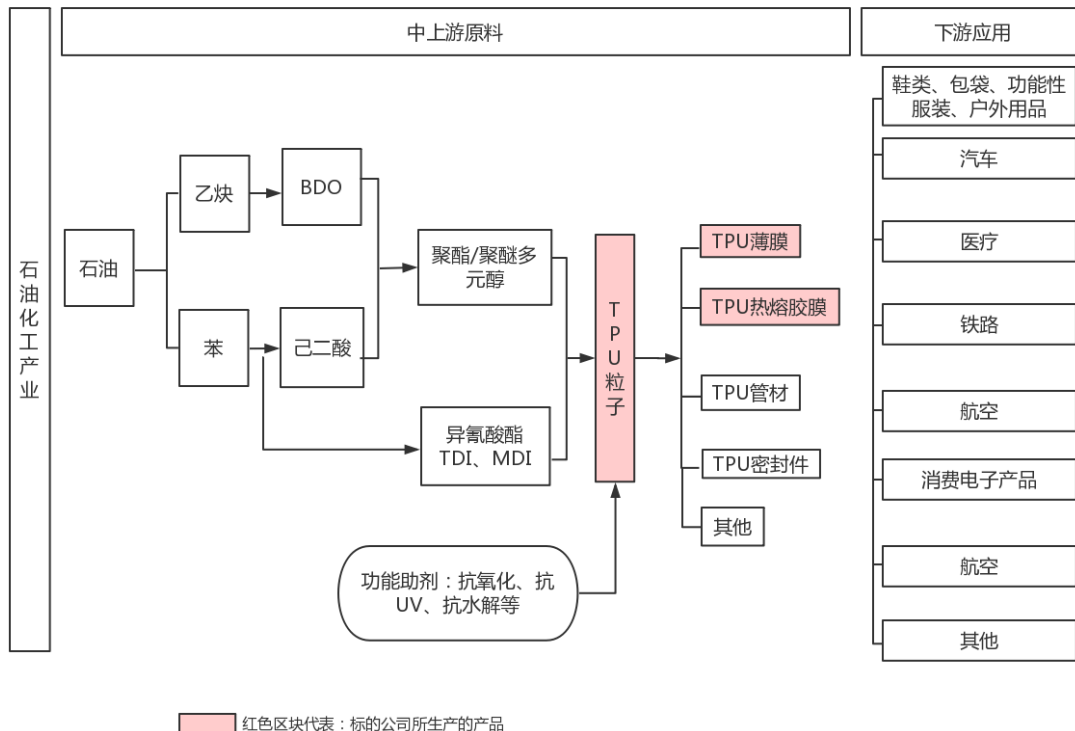 中上游原料
下游应用
石油化工产业
石油
乙炔
BDO
苯
己二酸
聚酯/聚醚多
元醇
异氰酸酯
TDI、MDI
功能助剂：抗氧化、抗
UV、抗水解等
TPU粒子
TPU薄膜
TPU热熔胶膜
TPU管材
TPU密封件
其他
鞋类、包袋、功能性
服装、户外用品
汽车
医疗
铁路
航空
消费电子产品
航空
其他
红色区块代表：标的公司所生产的产品